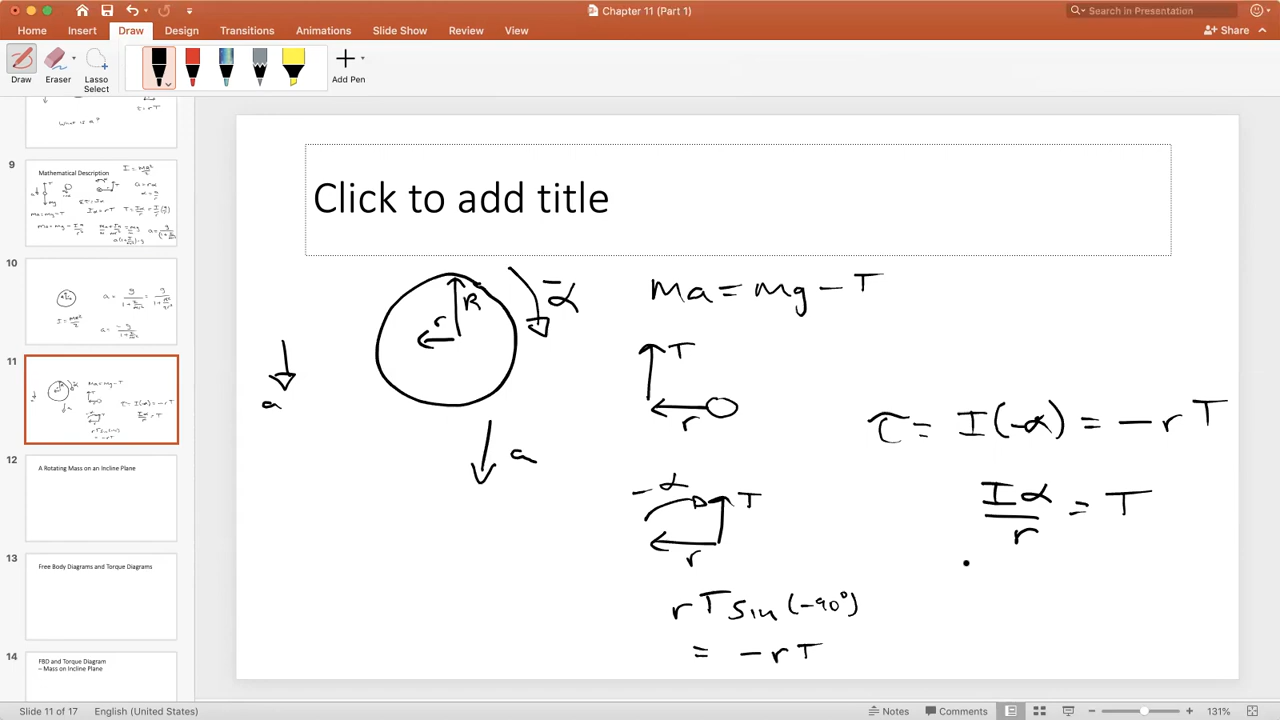 Chapter 11 (Part 1)
Search in Presentation
Home Insert Draw Design Transitions Animations Slide Show Review View
Share
Draw
Eraser
Lasso Select
Add Pen
τ = rT
What is a?
9
Mathematical Description
10
11
12
A Rotating Mass on an Incline Plane
13
Free Body Diagrams and Torque Diagrams
14
FBD and Torque Diagram
– Mass on Incline Plane
Click to add title
R
r
-α
a
a
ma = mg - T
T
r
τ = I(-α) = -rT
-α
T
r
Iα/r = T
rT sin(-90°)
= -rT
Slide 11 of 17
English (United States)
Notes
Comments
131%